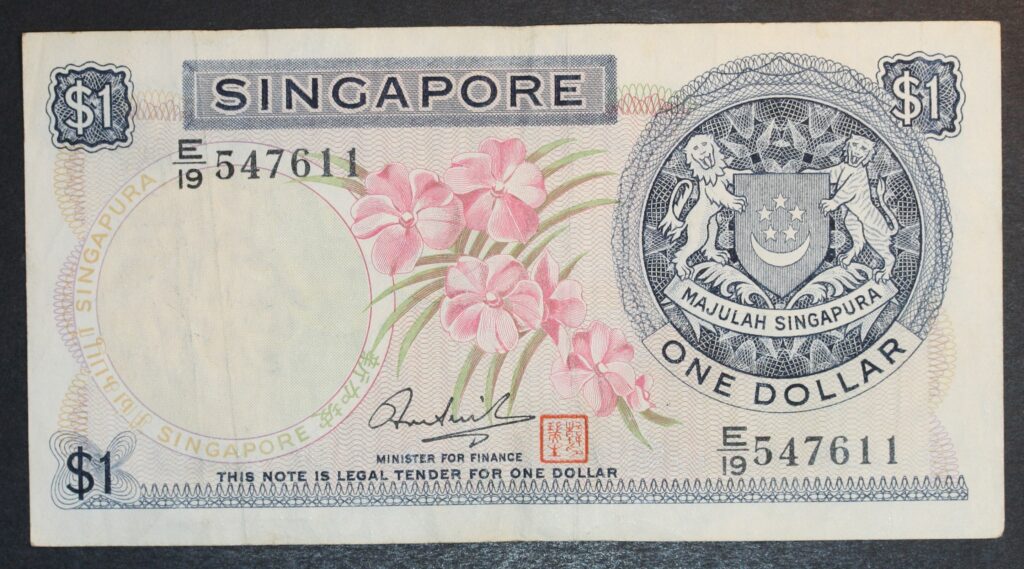 $1
SINGAPORE
$1
E/19 547611
SINGAPURA
SINGAPORE
MAJULAH SINGAPURA
ONE DOLLAR
MINISTER FOR FINANCE
THIS NOTE IS LEGAL TENDER FOR ONE DOLLAR
E/19 547611
$1